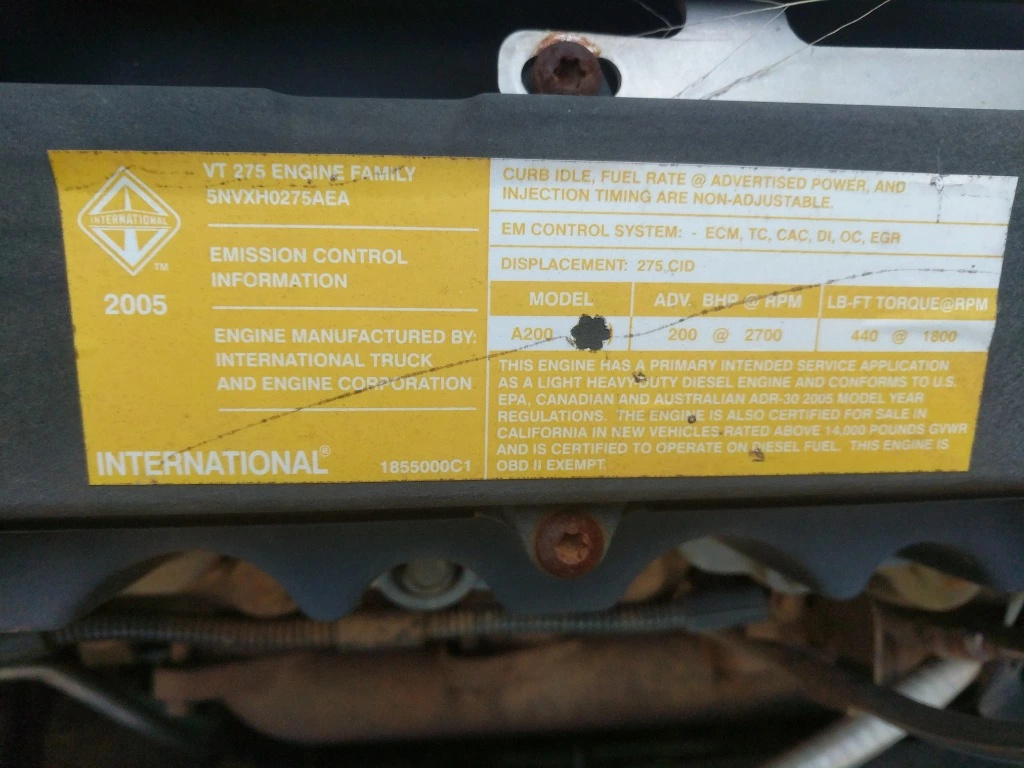 VT 275 ENGINE FAMILY
5NVXH0275AEA
INTERNATIONAL
TM
2005
EMISSION CONTROL
INFORMATION
ENGINE MANUFACTURED BY:
INTERNATIONAL TRUCK
AND ENGINE CORPORATION
INTERNATIONAL®
1855000C1
CURB IDLE, FUEL RATE @ ADVERTISED POWER, AND
INJECTION TIMING ARE NON-ADJUSTABLE.
EM CONTROL SYSTEM: - ECM, TC, CAC, DI, OC, EGR
DISPLACEMENT: 275 CID
MODEL ADV. BHP @ RPM LB-FT TORQUE@RPM
A200 200 @ 2700 440 @ 1800
THIS ENGINE HAS A PRIMARY INTENDED SERVICE APPLICATION
AS A LIGHT HEAVY DUTY DIESEL ENGINE AND CONFORMS TO U.S.
EPA, CANADIAN AND AUSTRALIAN ADR-30 2005 MODEL YEAR
REGULATIONS. THE ENGINE IS ALSO CERTIFIED FOR SALE IN
CALIFORNIA IN NEW VEHICLES RATED ABOVE 14,000 POUNDS GVWR
AND IS CERTIFIED TO OPERATE ON DIESEL FUEL. THIS ENGINE IS
OBD II EXEMPT.